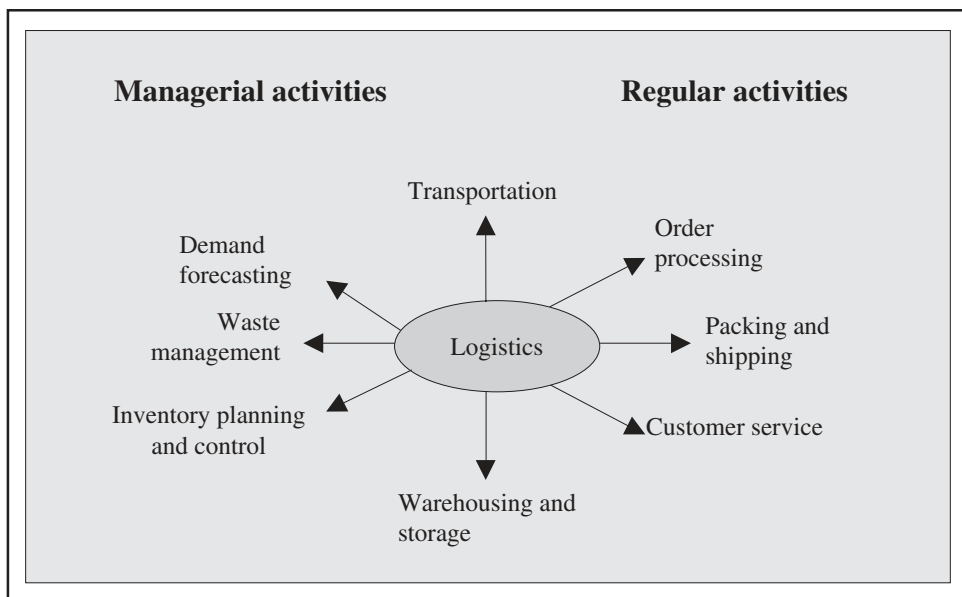 Managerial activities
Regular activities
Transportation
Order
processing
Demand
forecasting
Waste
management
Logistics
Packing and
shipping
Inventory planning
and control
Customer service
Warehousing and
storage